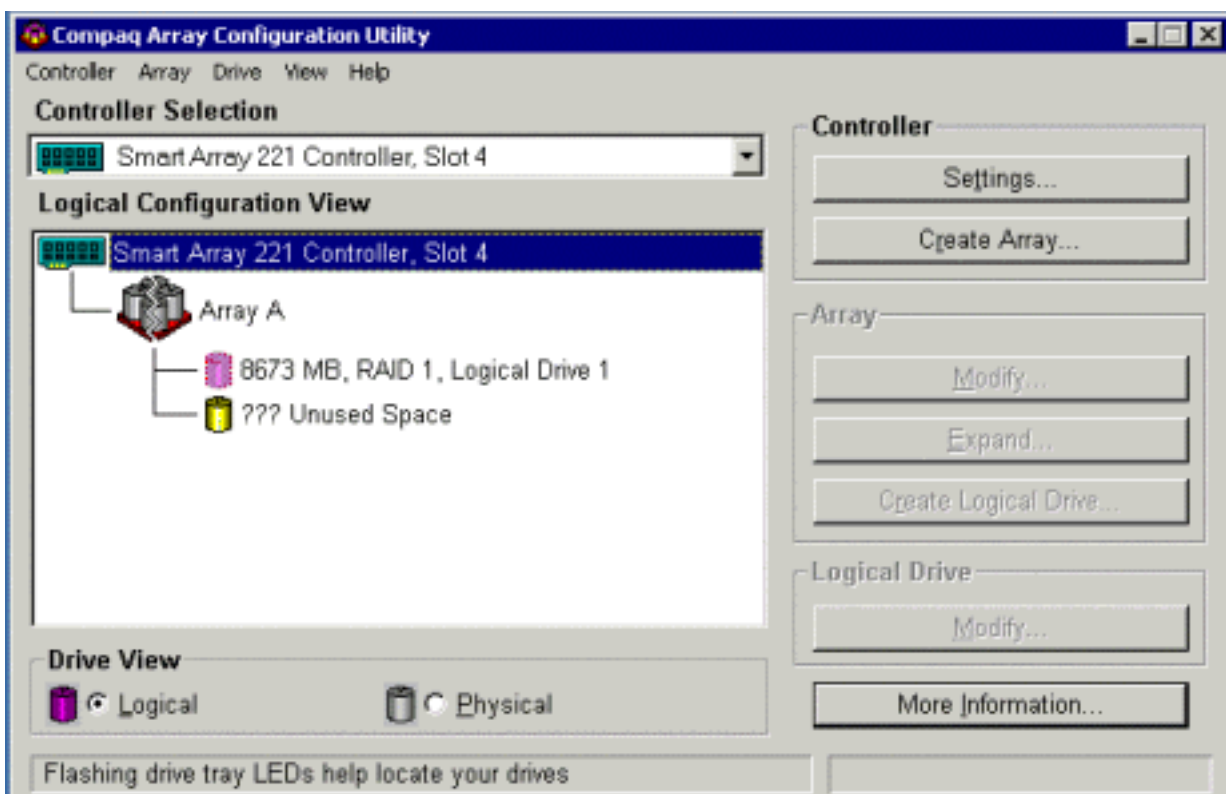 Compaq Array Configuration Utility
Controller Array Drive View Help
Controller Selection
Smart Array 221 Controller, Slot 4
Logical Configuration View
Smart Array 221 Controller, Slot 4
Array A
8673 MB, RAID 1, Logical Drive 1
??? Unused Space
Drive View
Logical
Physical
Controller
Settings...
Create Array...
Array
Modify...
Expand...
Create Logical Drive...
Logical Drive
Modify...
More Information...
Flashing drive tray LEDs help locate your drives